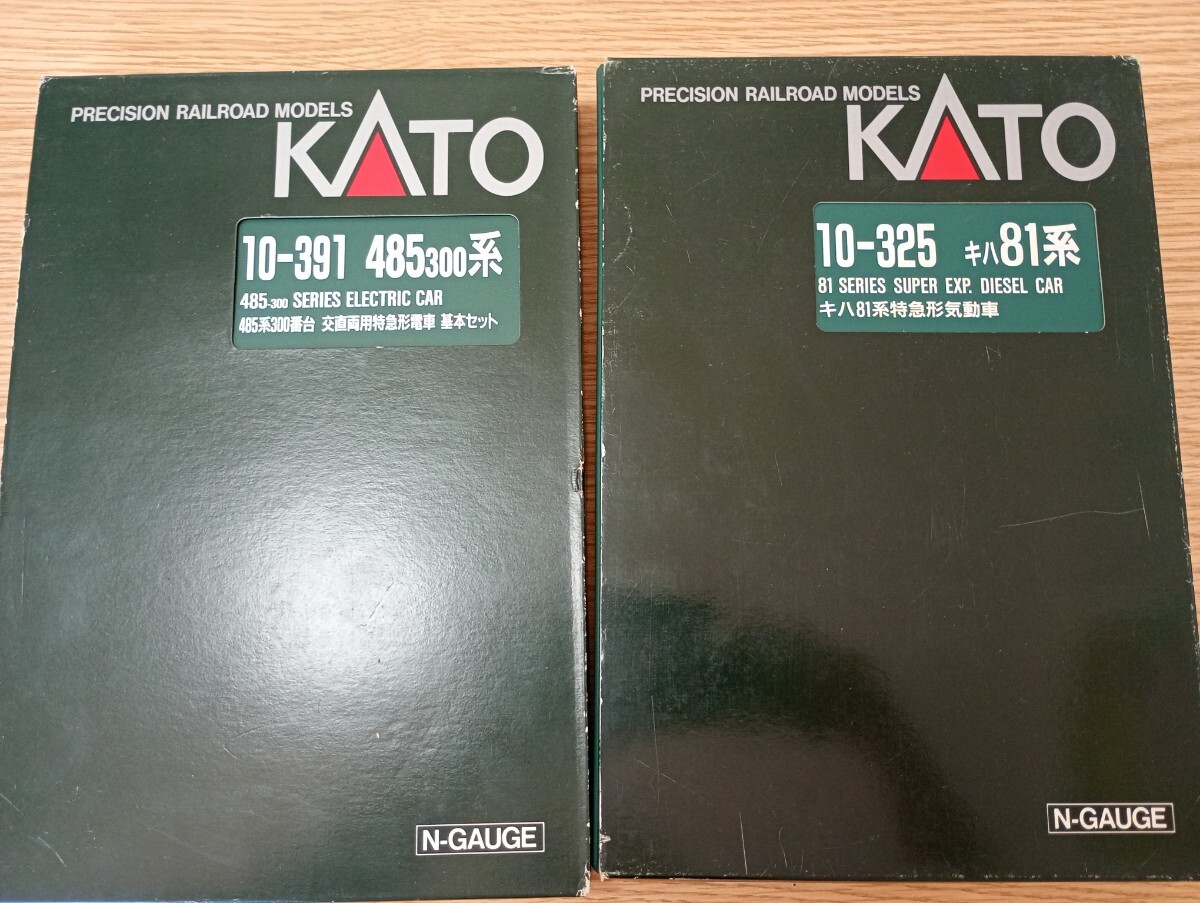 PRECISION RAILROAD MODELS
KATO
10-391 485300系
485-300 SERIES ELECTRIC CAR
485系300番台 交直両用特急形電車 基本セット
N-GAUGE
PRECISION RAILROAD MODELS
KATO
10-325 キハ81系
81 SERIES SUPER EXP. DIESEL CAR
キハ81系特急形気動車
N-GAUGE